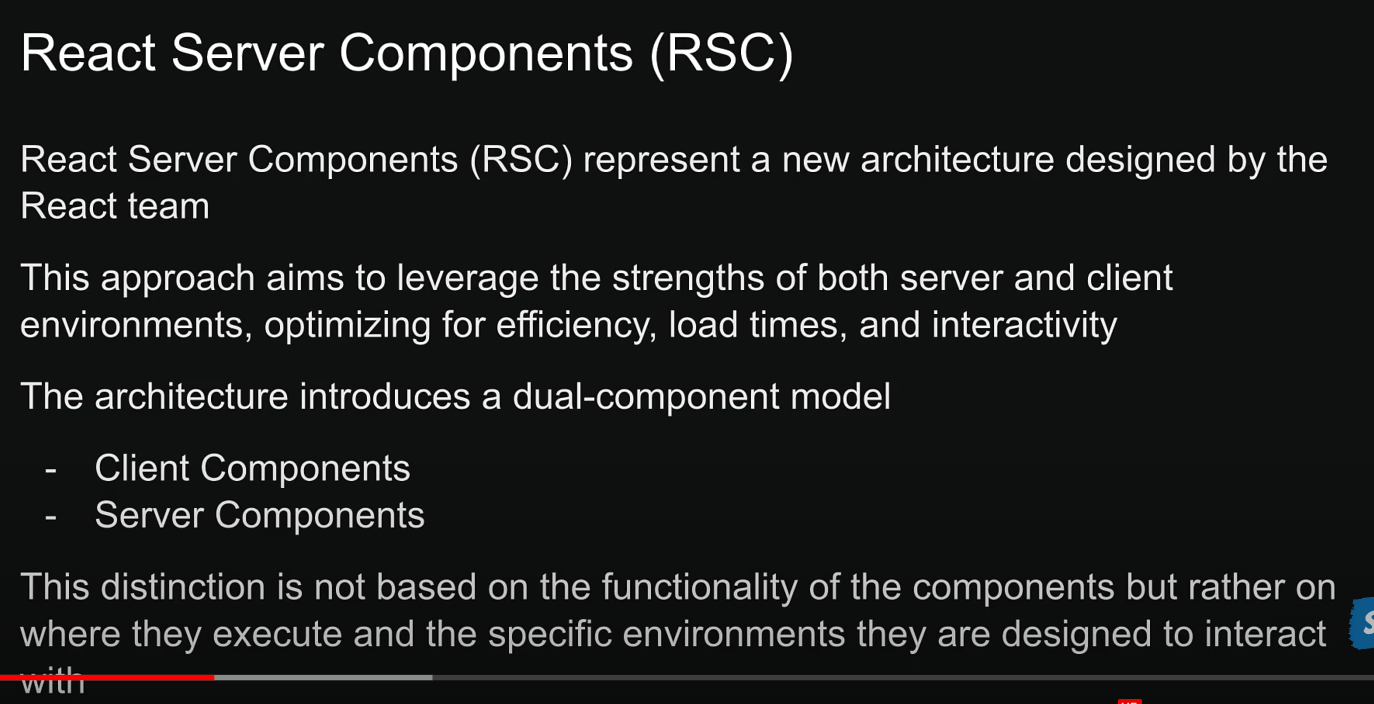 React Server Components (RSC)
React Server Components (RSC) represent a new architecture designed by the
React team
This approach aims to leverage the strengths of both server and client
environments, optimizing for efficiency, load times, and interactivity
The architecture introduces a dual-component model
- Client Components
- Server Components
This distinction is not based on the functionality of the components but rather on
where they execute and the specific environments they are designed to interact
with